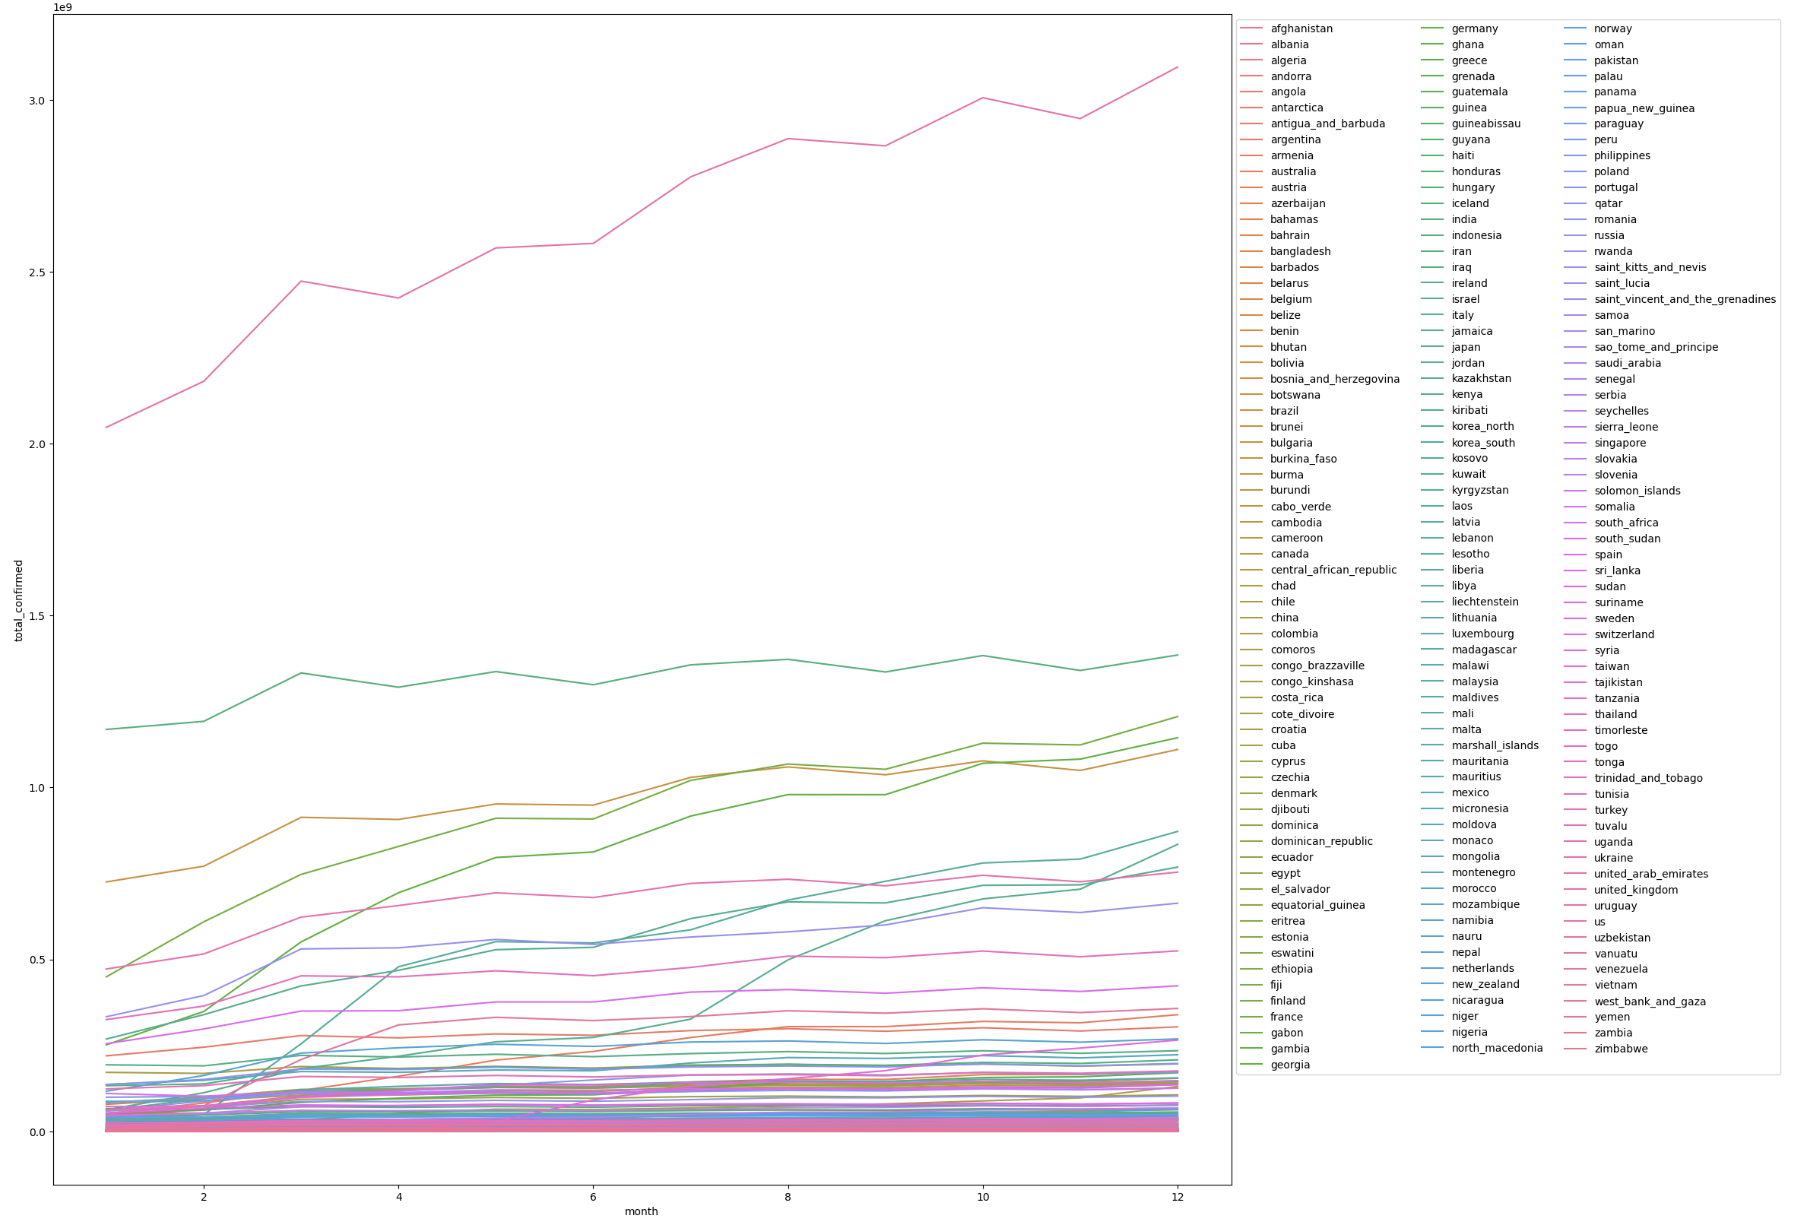 1e9
3.0
2.5
2.0
1.5
1.0
0.5
0.0
total_confirmed
2
4
6
8
10
12
month
afghanistan
albania
algeria
andorra
angola
antarctica
antigua_and_barbuda
argentina
armenia
australia
austria
azerbaijan
bahamas
bahrain
bangladesh
barbados
belarus
belgium
belize
benin
bhutan
bolivia
bosnia_and_herzegovina
botswana
brazil
brunei
bulgaria
burkina_faso
burma
burundi
cabo_verde
cambodia
cameroon
canada
central_african_republic
chad
chile
china
colombia
comoros
congo_brazzaville
congo_kinshasa
costa_rica
cote_divoire
croatia
cuba
cyprus
czechia
denmark
djibouti
dominica
dominican_republic
ecuador
egypt
el_salvador
equatorial_guinea
eritrea
estonia
eswatini
ethiopia
fiji
finland
france
gabon
gambia
georgia
germany
ghana
greece
grenada
guatemala
guinea
guineabissau
guyana
haiti
honduras
hungary
iceland
india
indonesia
iran
iraq
ireland
israel
italy
jamaica
japan
jordan
kazakhstan
kenya
kiribati
korea_north
korea_south
kosovo
kuwait
kyrgyzstan
laos
latvia
lebanon
lesotho
liberia
libya
liechtenstein
lithuania
luxembourg
madagascar
malawi
malaysia
maldives
mali
malta
marshall_islands
mauritania
mauritius
mexico
micronesia
moldova
monaco
mongolia
montenegro
morocco
mozambique
namibia
nauru
nepal
netherlands
new_zealand
nicaragua
niger
nigeria
north_macedonia
norway
oman
pakistan
palau
panama
papua_new_guinea
paraguay
peru
philippines
poland
portugal
qatar
romania
russia
rwanda
saint_kitts_and_nevis
saint_lucia
saint_vincent_and_the_grenadines
samoa
san_marino
sao_tome_and_principe
saudi_arabia
senegal
serbia
seychelles
sierra_leone
singapore
slovakia
slovenia
solomon_islands
somalia
south_africa
south_sudan
spain
sri_lanka
sudan
suriname
sweden
switzerland
syria
taiwan
tajikistan
tanzania
thailand
timorleste
togo
tonga
trinidad_and_tobago
tunisia
turkey
tuvalu
uganda
ukraine
united_arab_emirates
united_kingdom
uruguay
us
uzbekistan
vanuatu
venezuela
vietnam
west_bank_and_gaza
yemen
zambia
zimbabwe